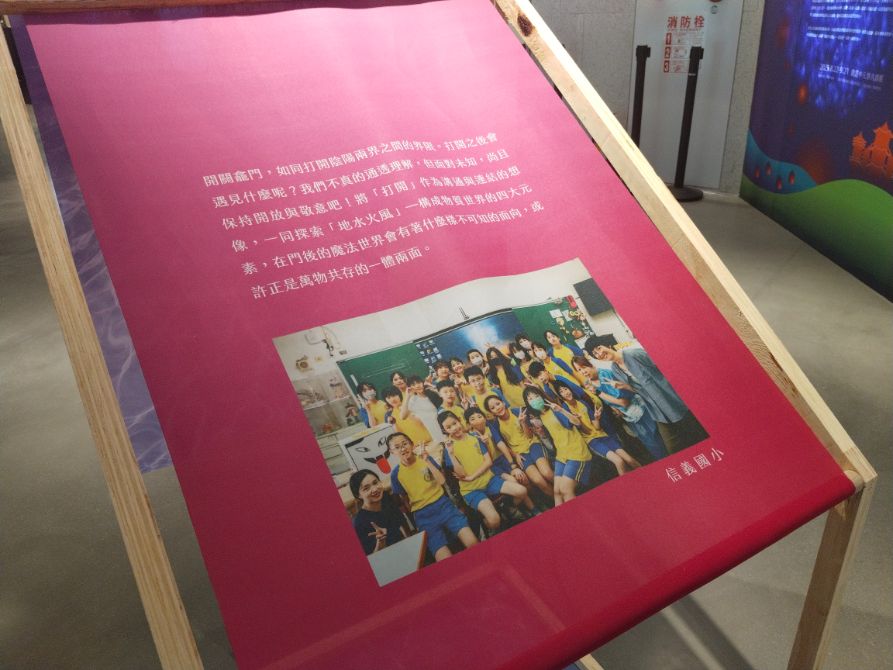 開關龕門，如同打開陰陽兩界之間的界限。打開之後會
遇見什麼呢？我們不真的通透理解，但面對未知，尚且
保持開放與敬意吧！將「打開」作為溝通與連結的想
像，一同探索「地水火風」—構成物質世界的四大元
素，在門後的魔法世界會有著什麼樣不可知的面向，或
許正是萬物共存的一體兩面。
信義國小
消防栓
1
2
3